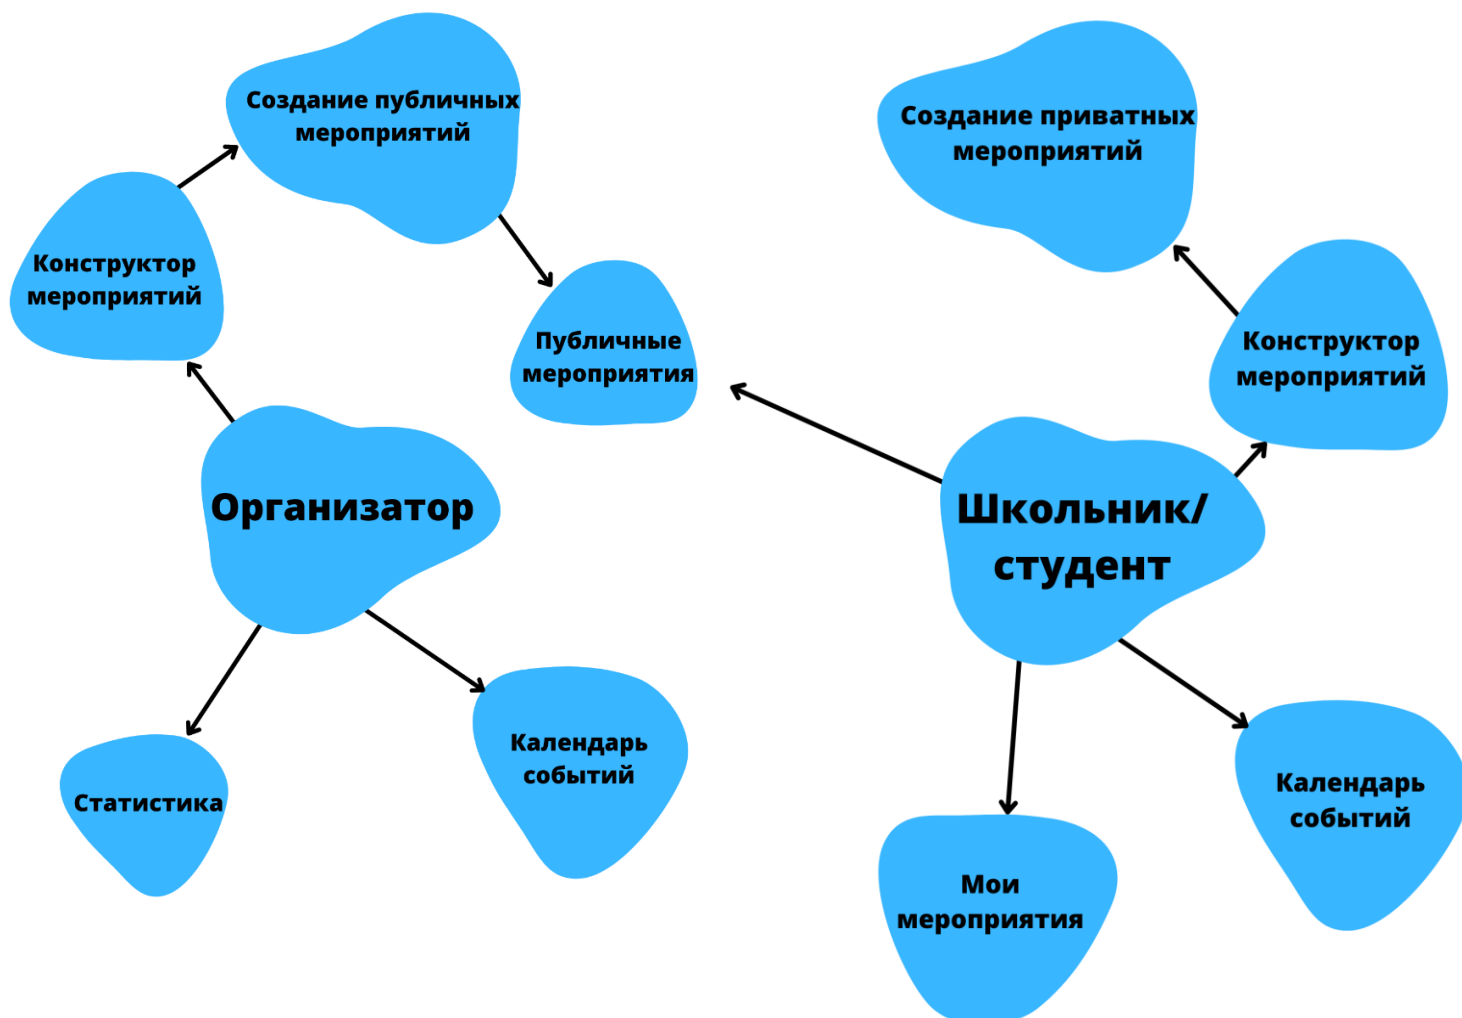 Создание публичных
мероприятий
Конструктор
мероприятий
Публичные
мероприятия
Организатор
Статистика
Календарь
событий
Создание приватных
мероприятий
Конструктор
мероприятий
Школьник/
студент
Мои
мероприятия
Календарь
событий